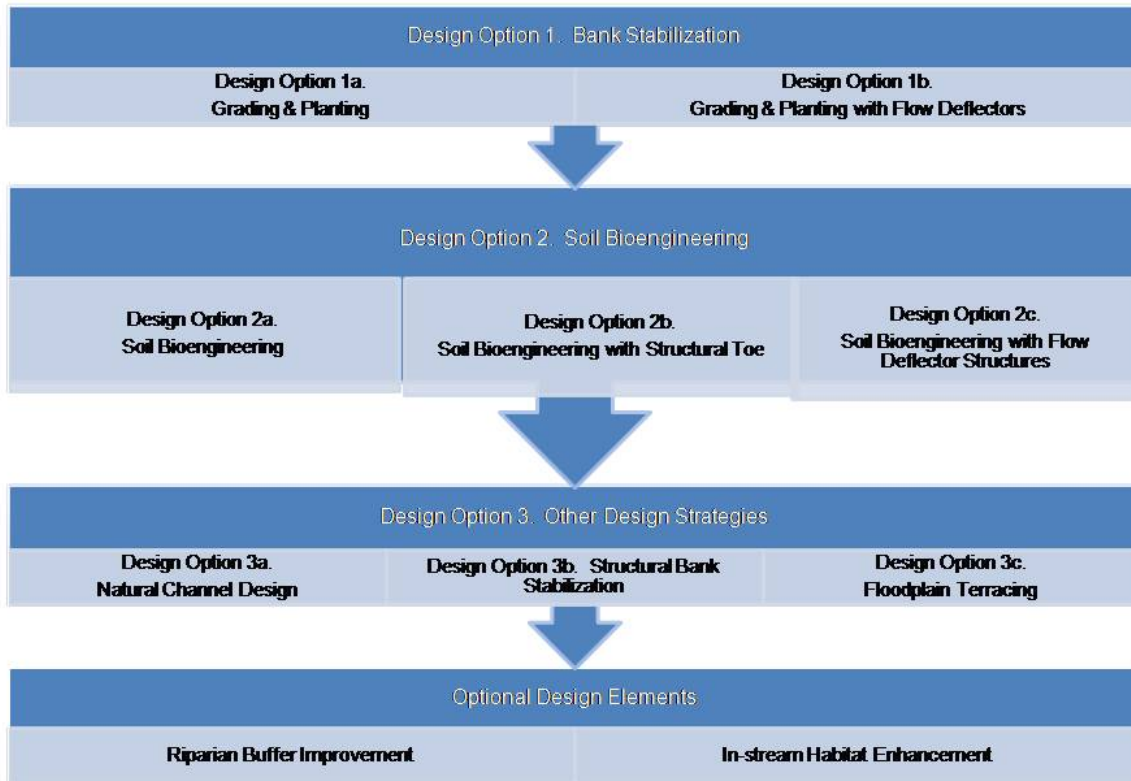 Design Option 1. Bank Stabilization
Design Option 1a.
Grading & Planting
Design Option 1b.
Grading & Planting with Flow Deflectors
Design Option 2. Soil Bioengineering
Design Option 2a.
Soil Bioengineering
Design Option 2b.
Soil Bioengineering with Structural Toe
Design Option 2c.
Soil Bioengineering with Flow
Deflector Structures
Design Option 3. Other Design Strategies
Design Option 3a.
Natural Channel Design
Design Option 3b. Structural Bank
Stabilization
Design Option 3c.
Floodplain Terracing
Optional Design Elements
Riparian Buffer Improvement
In-stream Habitat Enhancement